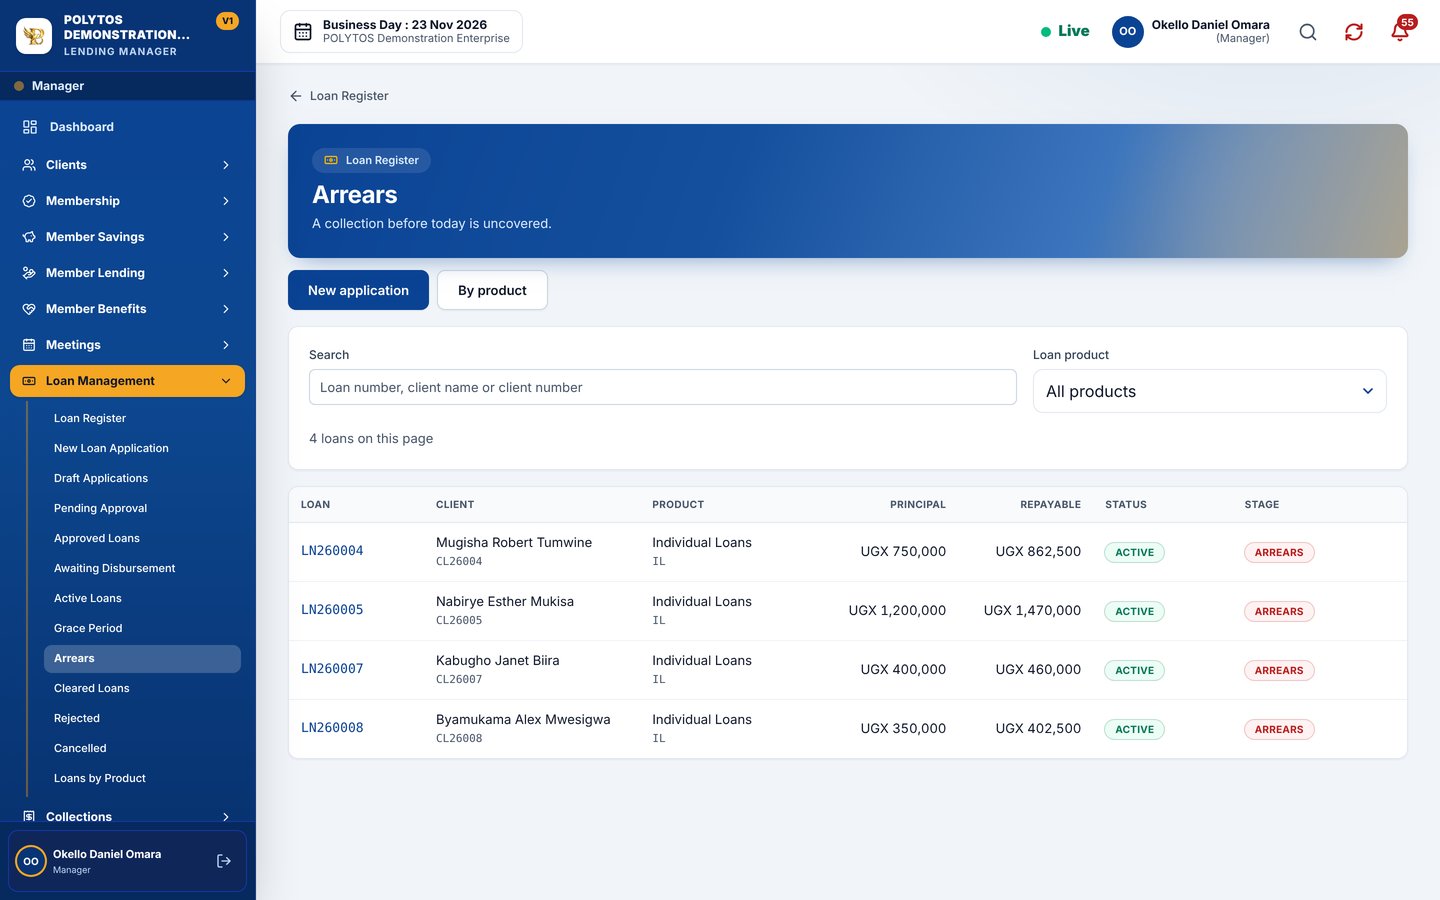 POLYTOS
DEMONSTRATION...
LENDING MANAGER
V1
Manager
Dashboard
Clients
Membership
Member Savings
Member Lending
Member Benefits
Meetings
Loan Management
Loan Register
New Loan Application
Draft Applications
Pending Approval
Approved Loans
Awaiting Disbursement
Active Loans
Grace Period
Arrears
Cleared Loans
Rejected
Cancelled
Loans by Product
Collections
OO
Okello Daniel Omara
Manager
Business Day : 23 Nov 2026
POLYTOS Demonstration Enterprise
Live
OO
Okello Daniel Omara
(Manager)
55
Loan Register
Loan Register
Arrears
A collection before today is uncovered.
New application
By product
Search
Loan product
Loan number, client name or client number
All products
4 loans on this page
LOAN CLIENT PRODUCT PRINCIPAL REPAYABLE STATUS STAGE
LN260004 Mugisha Robert Tumwine Individual Loans UGX 750,000 UGX 862,500 ACTIVE ARREARS
CL26004 IL
LN260005 Nabirye Esther Mukisa Individual Loans UGX 1,200,000 UGX 1,470,000 ACTIVE ARREARS
CL26005 IL
LN260007 Kabugho Janet Biira Individual Loans UGX 400,000 UGX 460,000 ACTIVE ARREARS
CL26007 IL
LN260008 Byamukama Alex Mwesigwa Individual Loans UGX 350,000 UGX 402,500 ACTIVE ARREARS
CL26008 IL